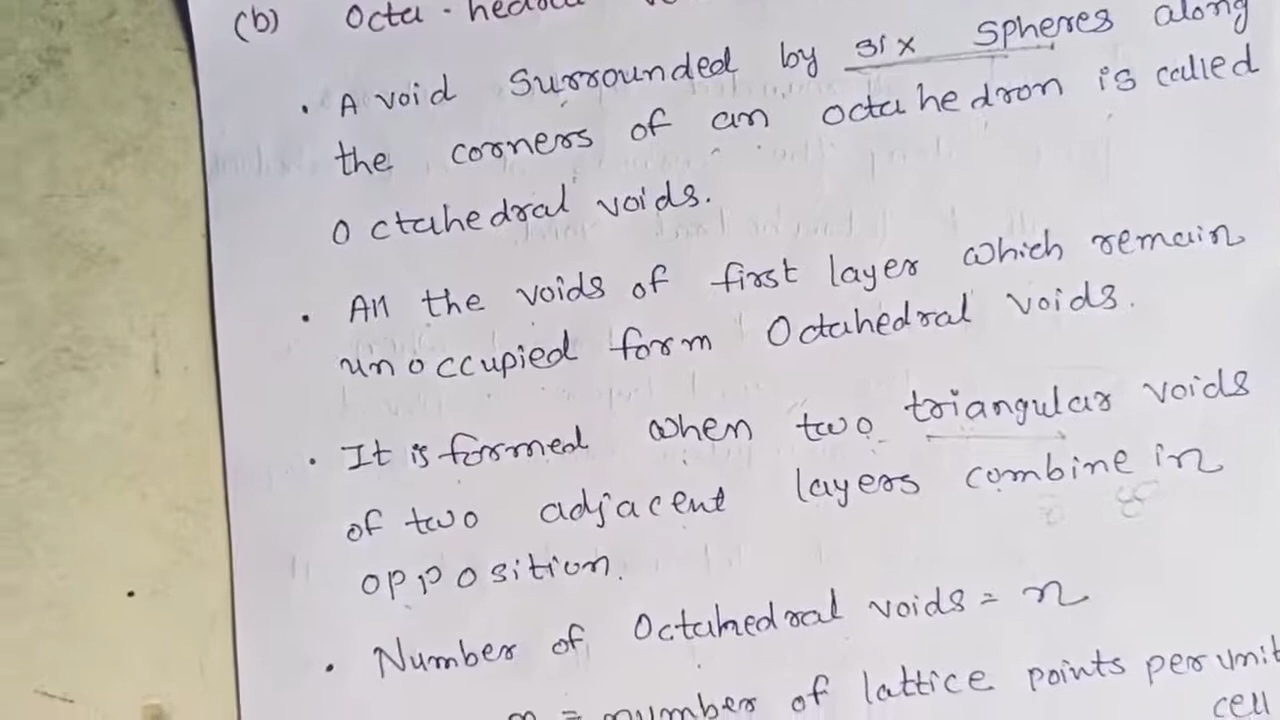 (b) Octa-hedral
. A void Surrounded by six spheres along
the corners of an octahedron is called
Octahedral voids.
. All the voids of first layer which remain
unoccupied form Octahedral voids.
. It is formed when two triangular voids
of two adjacent layers combine in
opposition.
. Number of Octahedral voids = n
n = number of lattice points per unit
cell